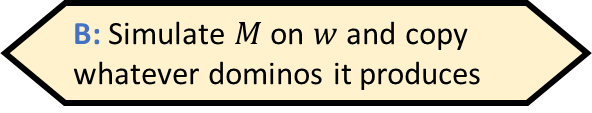 B: Simulate M on w and copy
whatever dominos it produces